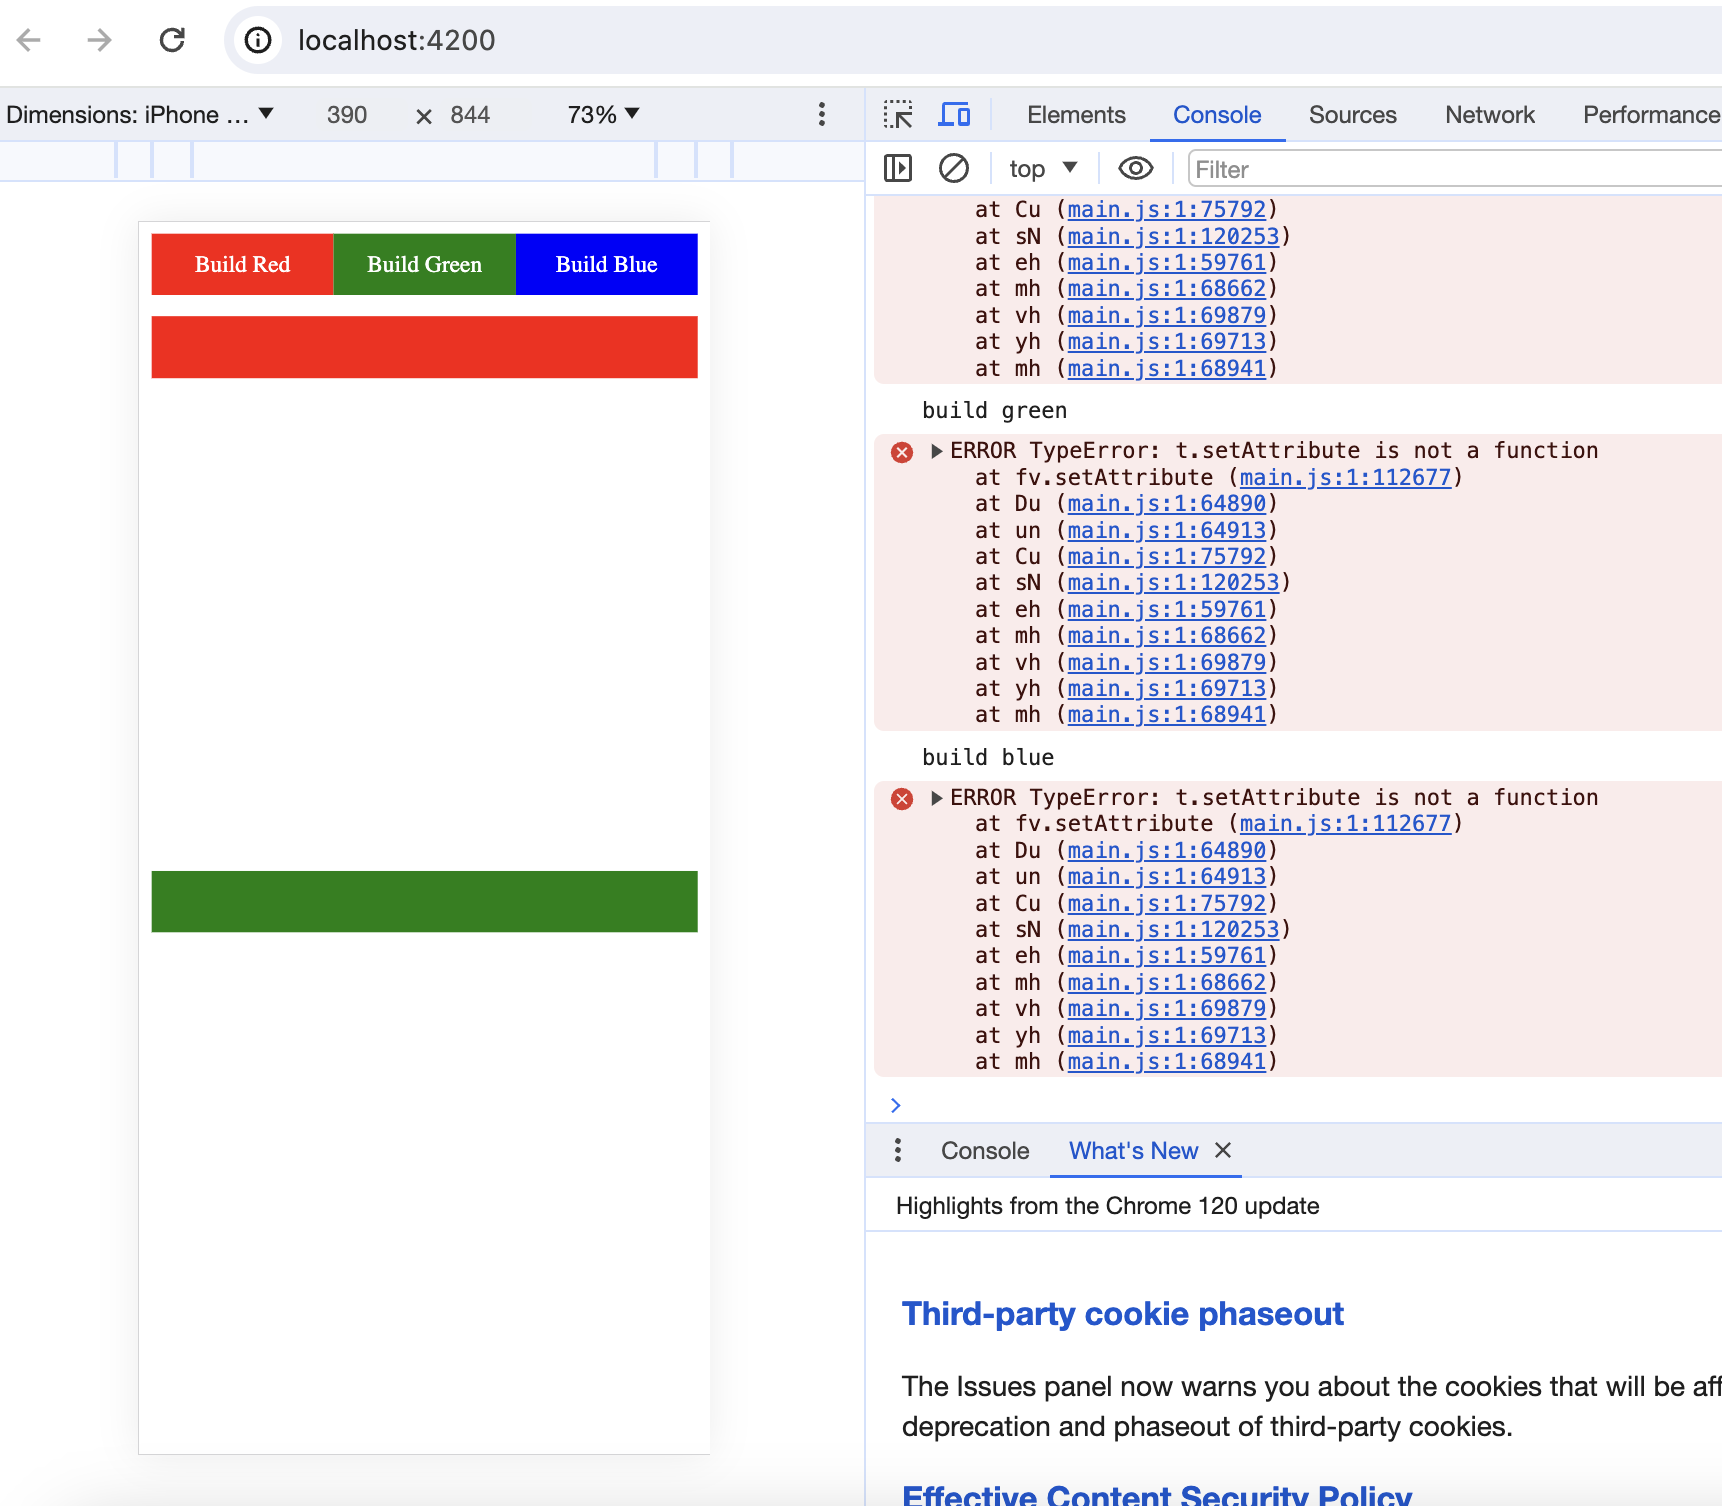 localhost:4200
Dimensions: iPhone ... 390 × 844 73%
Elements Console Sources Network Performance
top Filter
Build Red Build Green Build Blue
at Cu (main.js:1:75792)
at sN (main.js:1:120253)
at eh (main.js:1:59761)
at mh (main.js:1:68662)
at vh (main.js:1:69879)
at yh (main.js:1:69713)
at mh (main.js:1:68941)
build green
ERROR TypeError: t.setAttribute is not a function
at fv.setAttribute (main.js:1:112677)
at Du (main.js:1:64890)
at un (main.js:1:64913)
at Cu (main.js:1:75792)
at sN (main.js:1:120253)
at eh (main.js:1:59761)
at mh (main.js:1:68662)
at vh (main.js:1:69879)
at yh (main.js:1:69713)
at mh (main.js:1:68941)
build blue
ERROR TypeError: t.setAttribute is not a function
at fv.setAttribute (main.js:1:112677)
at Du (main.js:1:64890)
at un (main.js:1:64913)
at Cu (main.js:1:75792)
at sN (main.js:1:120253)
at eh (main.js:1:59761)
at mh (main.js:1:68662)
at vh (main.js:1:69879)
at yh (main.js:1:69713)
at mh (main.js:1:68941)
Console What's New
Highlights from the Chrome 120 update
Third-party cookie phaseout
The Issues panel now warns you about the cookies that will be aff
deprecation and phaseout of third-party cookies.
Effective Content Security Policy